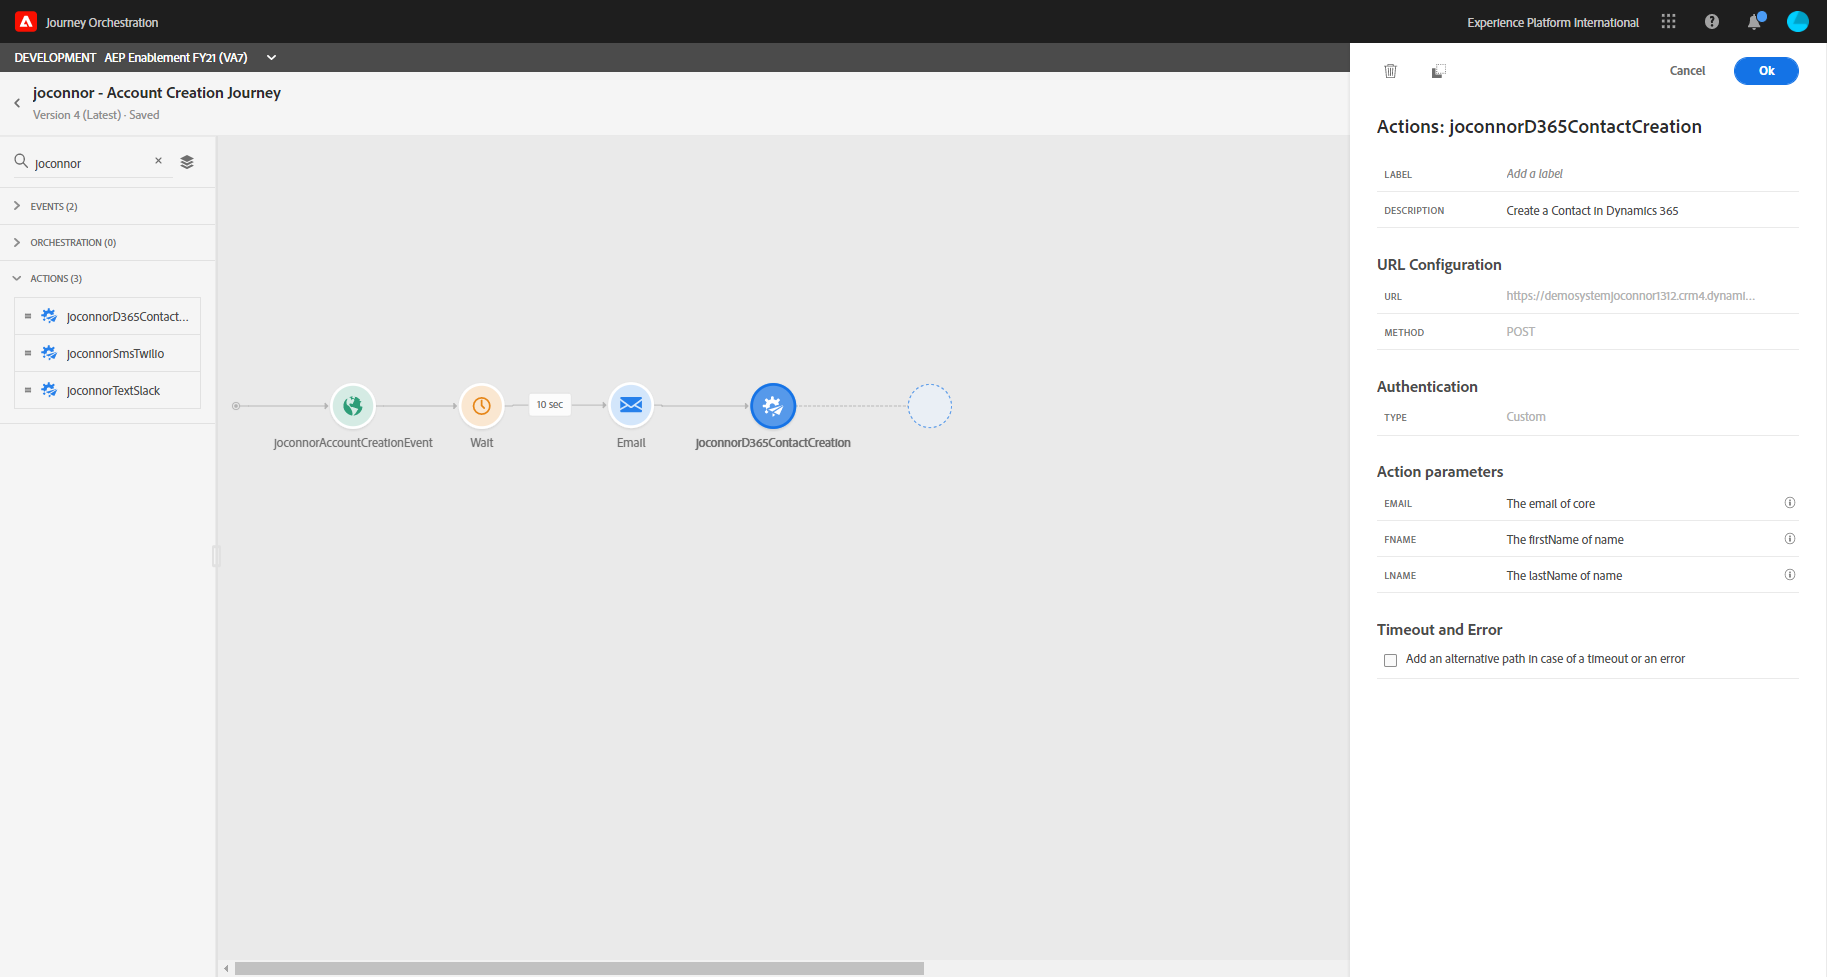 Journey Orchestration
Experience Platform International
DEVELOPMENT AEP Enablement FY21 (VA7)
joconnor - Account Creation Journey
Version 4 (Latest) · Saved
joconnor
EVENTS (2)
ORCHESTRATION (0)
ACTIONS (3)
joconnorD365Contact...
joconnorSmsTwilio
joconnorTextSlack
10 sec
joconnorAccountCreationEvent
Wait
Email
joconnorD365ContactCreation
Cancel
Ok
Actions: joconnorD365ContactCreation
LABEL Add a label
DESCRIPTION Create a Contact in Dynamics 365
URL Configuration
URL https://demosystemjoconnor1312.crm4.dynami...
METHOD POST
Authentication
TYPE Custom
Action parameters
EMAIL The email of core
FNAME The firstName of name
LNAME The lastName of name
Timeout and Error
Add an alternative path in case of a timeout or an error